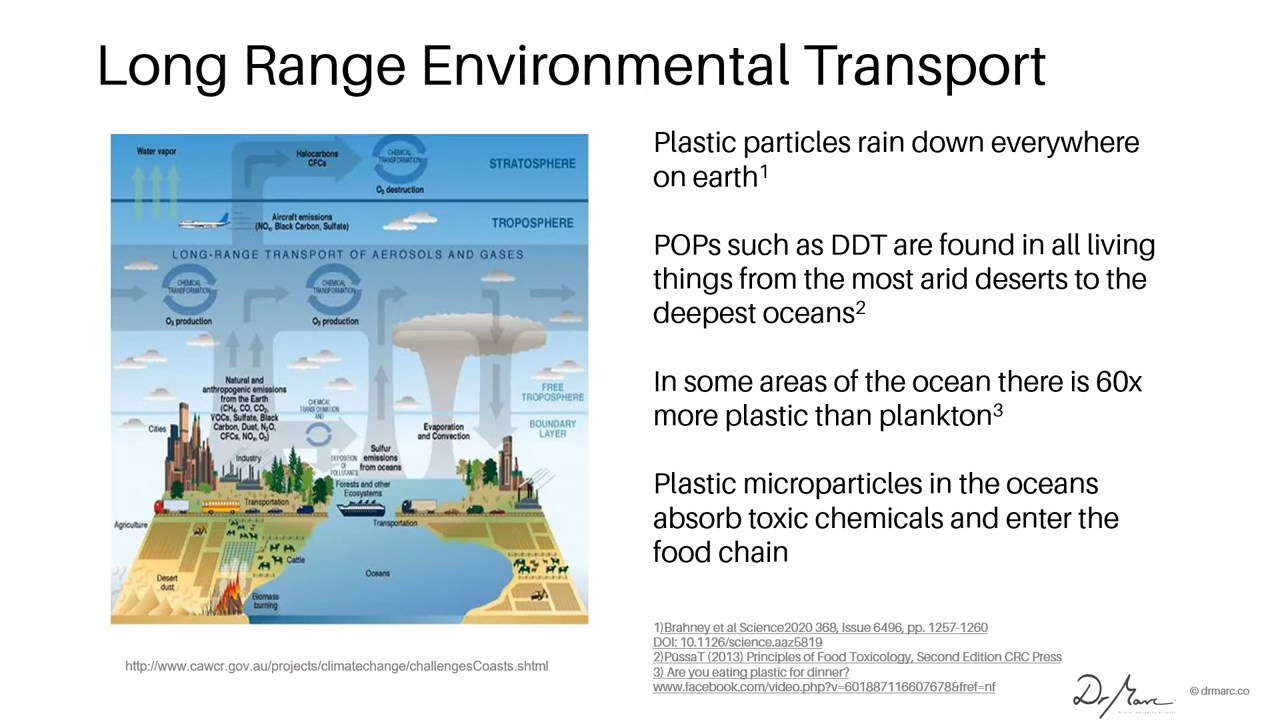 Long Range Environmental Transport
Water vapor
Halocarbons
CFCs
CHEMICAL
TRANSFORMATION
STRATOSPHERE
O₃ destruction
Aircraft emissions
(NOₓ, Black Carbon, Sulfate)
TROPOSPHERE
LONG-RANGE TRANSPORT OF AEROSOLS AND GASES
CHEMICAL
TRANSFORMATION
CHEMICAL
TRANSFORMATION
O₃ production
O₃ production
Natural and
anthropogenic emissions
from the Earth
(CH₄, CO, CO₂,
VOCs, Sulfate, Black
Carbon, Dust, N₂O,
CFCs, NOₓ, O₃)
CHEMICAL
AND
FREE
TROPOSPHERE
BOUNDARY
LAYER
Cities
Evaporation
and Convection
Industry
DEPOSITION
OF
POLLUTANTS
Sulfur
emissions
from oceans
Forests and other
Ecosystems
Transportation
Transportation
Agriculture
Cattle
Oceans
Desert
dust
Biomass
burning
http://www.cawcr.gov.au/projects/climatechange/challengesCoasts.shtml
Plastic particles rain down everywhere
on earth¹
POPs such as DDT are found in all living
things from the most arid deserts to the
deepest oceans²
In some areas of the ocean there is 60x
more plastic than plankton³
Plastic microparticles in the oceans
absorb toxic chemicals and enter the
food chain
1)Brahney et al Science2020 368, Issue 6496, pp. 1257-1260
DOI: 10.1126/science.aaz5819
2)PüssaT (2013) Principles of Food Toxicology, Second Edition CRC Press
3) Are you eating plastic for dinner?
www.facebook.com/video.php?v=601887116607678&fref=nf
Dr Marc
© drmarc.co